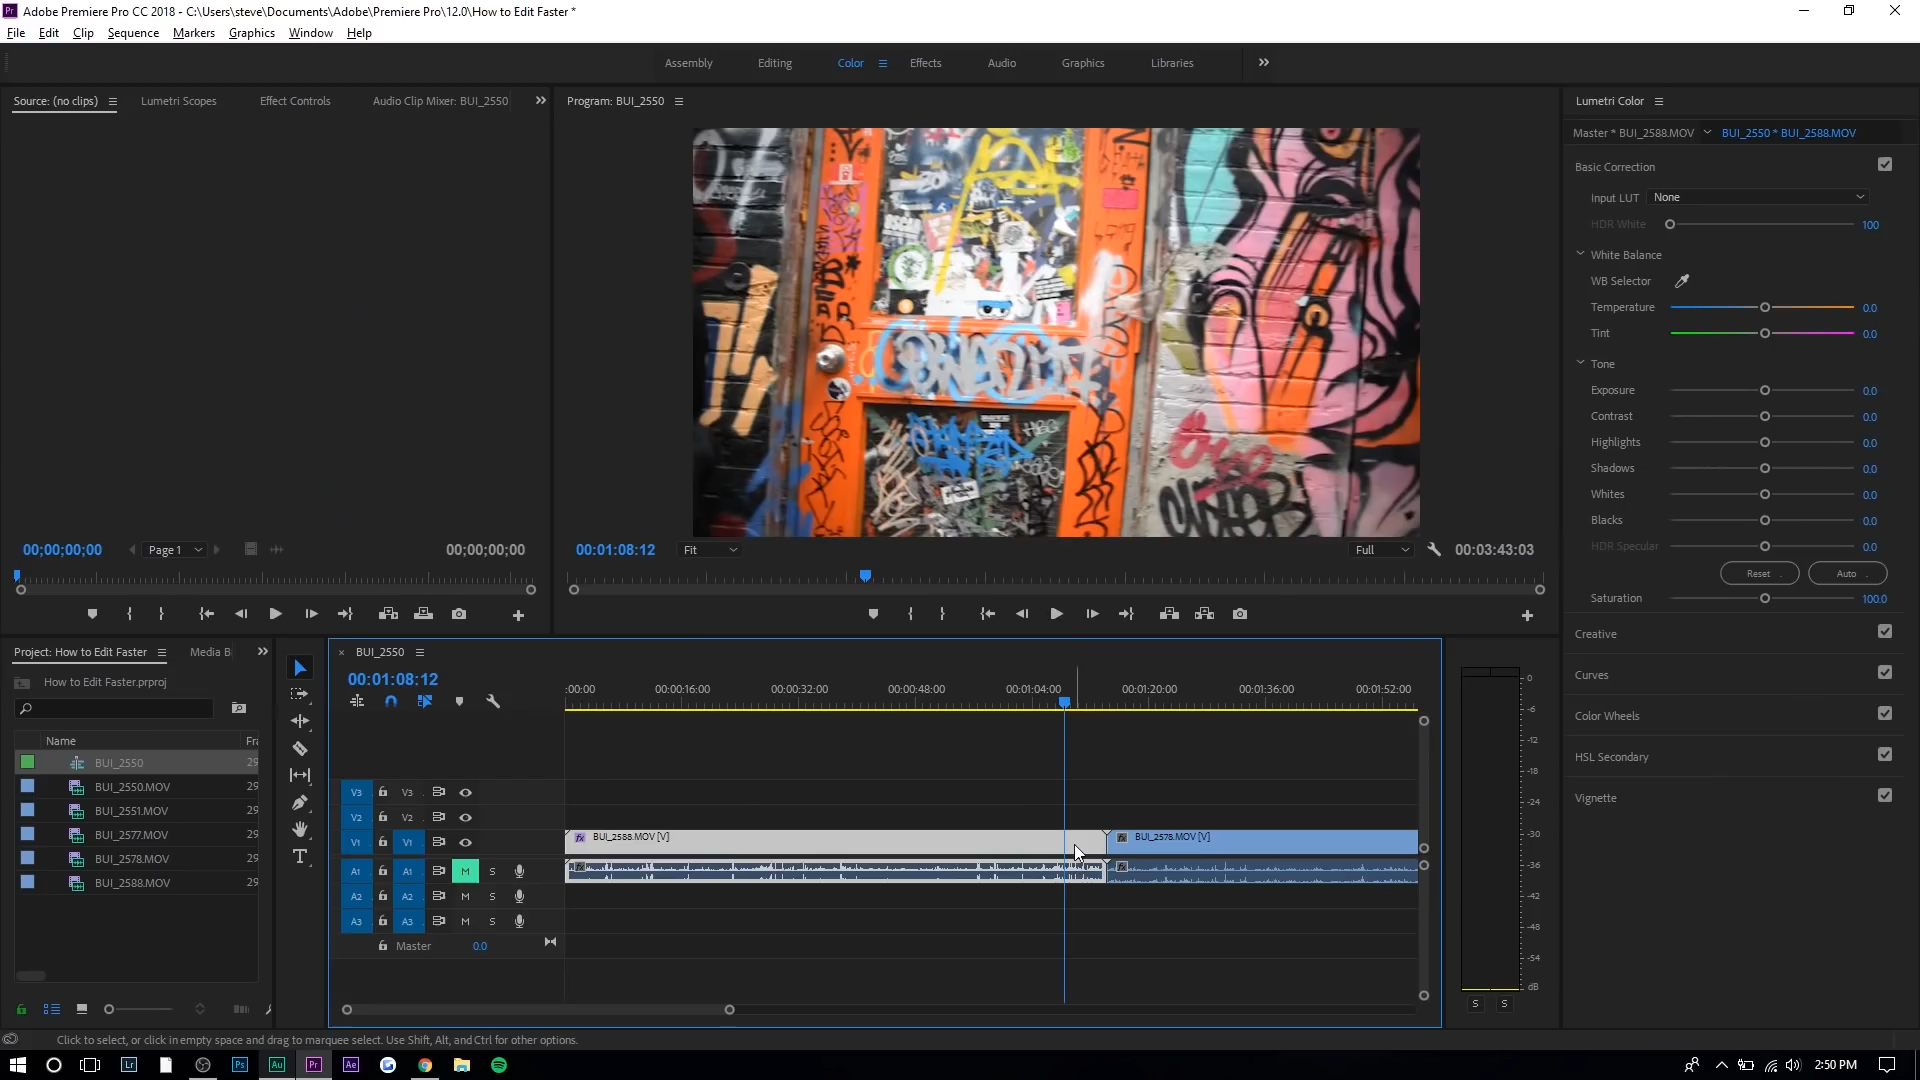 Adobe Premiere Pro CC 2018 - C:\Users\steve\Documents\Adobe\Premiere Pro\12.0\How to Edit Faster *
File Edit Clip Sequence Markers Graphics Window Help
Assembly Editing Color Effects Audio Graphics Libraries
Source: (no clips) Lumetri Scopes Effect Controls Audio Clip Mixer: BUI_2550
Program: BUI_2550
Lumetri Color
Master * BUI_2588.MOV BUI_2550 * BUI_2588.MOV
Basic Correction
Input LUT None
HDR White 100
White Balance
WB Selector
Temperature 0.0
Tint 0.0
Tone
Exposure 0.0
Contrast 0.0
Highlights 0.0
Shadows 0.0
Whites 0.0
Blacks 0.0
HDR Specular 0.0
Reset Auto
Saturation 100.0
Creative
Curves
Color Wheels
HSL Secondary
Vignette
00;00;00;00 Page 1 00;00;00;00
00:01:08:12 Fit Full 00:03:43:03
Project: How to Edit Faster Media B
How to Edit Faster.prproj
Name Fra
BUI_2550 29
BUI_2550.MOV 29
BUI_2551.MOV 29
BUI_2577.MOV 29
BUI_2578.MOV 29
BUI_2588.MOV 29
× BUI_2550
00:01:08:12
:00:00 00:00:16:00 00:00:32:00 00:00:48:00 00:01:04:00 00:01:20:00 00:01:36:00 00:01:52:00
V3 V3
V2 V2
V1 V1 fx BUI_2588.MOV [V] fx BUI_2578.MOV [V]
A1 A1 M S fx fx
A2 A2 M S
A3 A3 M S
Master 0.0
0
-6
-12
-18
-24
-30
-36
-42
-48
-54
dB
S S
Click to select, or click in empty space and drag to marquee select. Use Shift, Alt, and Ctrl for other options.
Lr Ps Au Pr Ae 2:50 PM